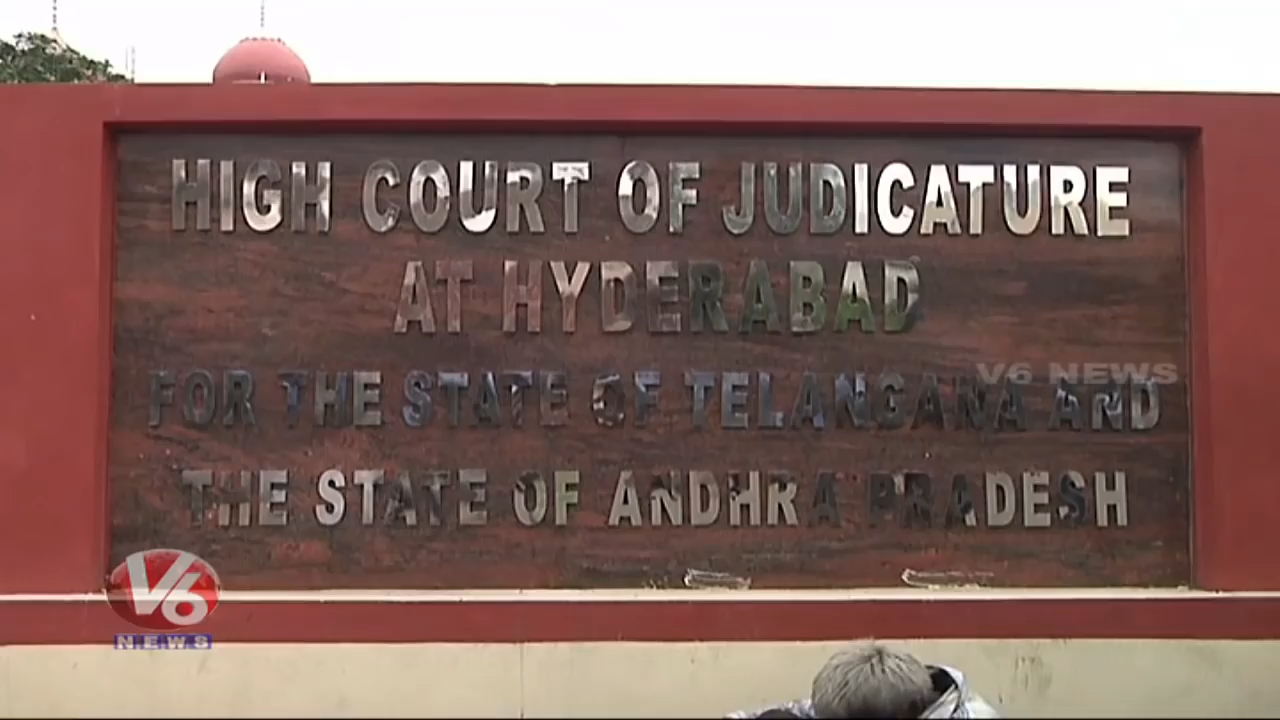 HIGH COURT OF JUDICATURE
AT HYDERABAD
FOR THE STATE OF TELANGANA AND
V6 NEWS
THE STATE OF ANDHRA PRADESH
V6
NEWS